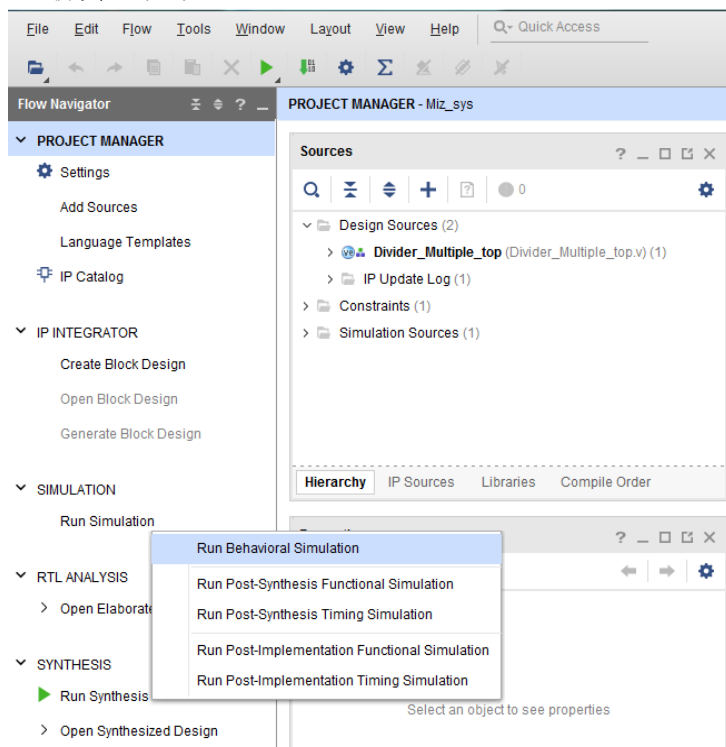 File Edit Flow Tools Window Layout View Help Q- Quick Access
Flow Navigator
PROJECT MANAGER
Settings
Add Sources
Language Templates
IP Catalog
IP INTEGRATOR
Create Block Design
Open Block Design
Generate Block Design
SIMULATION
Run Simulation
RTL ANALYSIS
Open Elaborate
SYNTHESIS
Run Synthesis
Open Synthesized Design
PROJECT MANAGER - Miz_sys
Sources
0
Design Sources (2)
Divider_Multiple_top (Divider_Multiple_top.v) (1)
IP Update Log (1)
Constraints (1)
Simulation Sources (1)
Hierarchy IP Sources Libraries Compile Order
Run Behavioral Simulation
Run Post-Synthesis Functional Simulation
Run Post-Synthesis Timing Simulation
Run Post-Implementation Functional Simulation
Run Post-Implementation Timing Simulation
Select an object to see properties